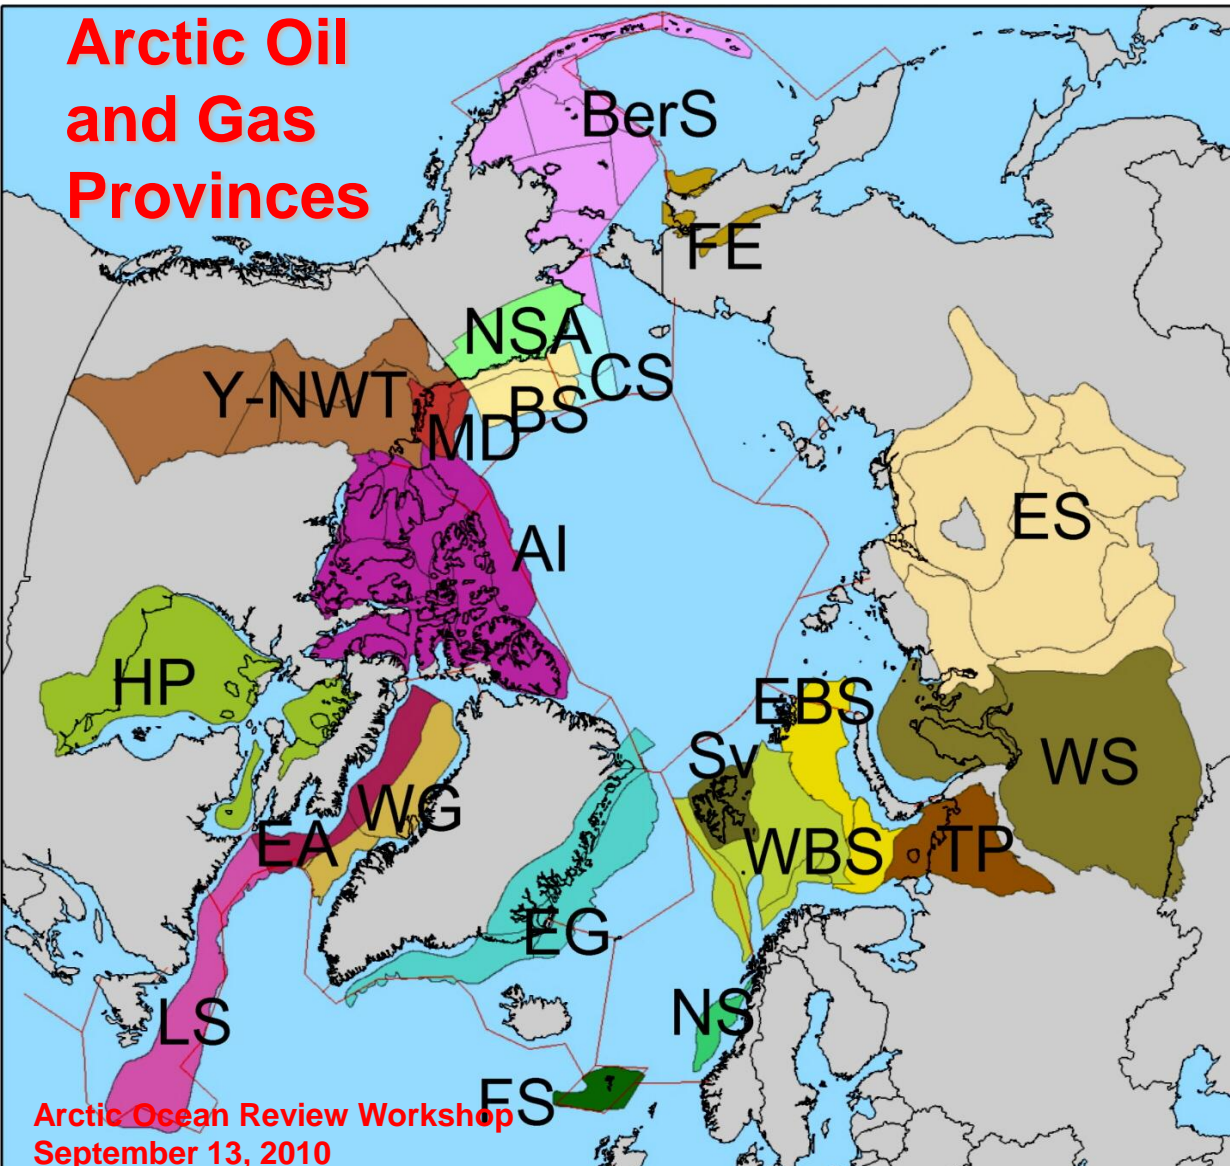 Arctic Oil
and Gas
Provinces
BerS
FE
NSA
CS
Y-NWT
BS
MD
ES
AI
HP
EBS
Sv
WS
WG
EA
WBS
TP
EG
NS
LS
FS
Arctic Ocean Review Workshop
September 13, 2010